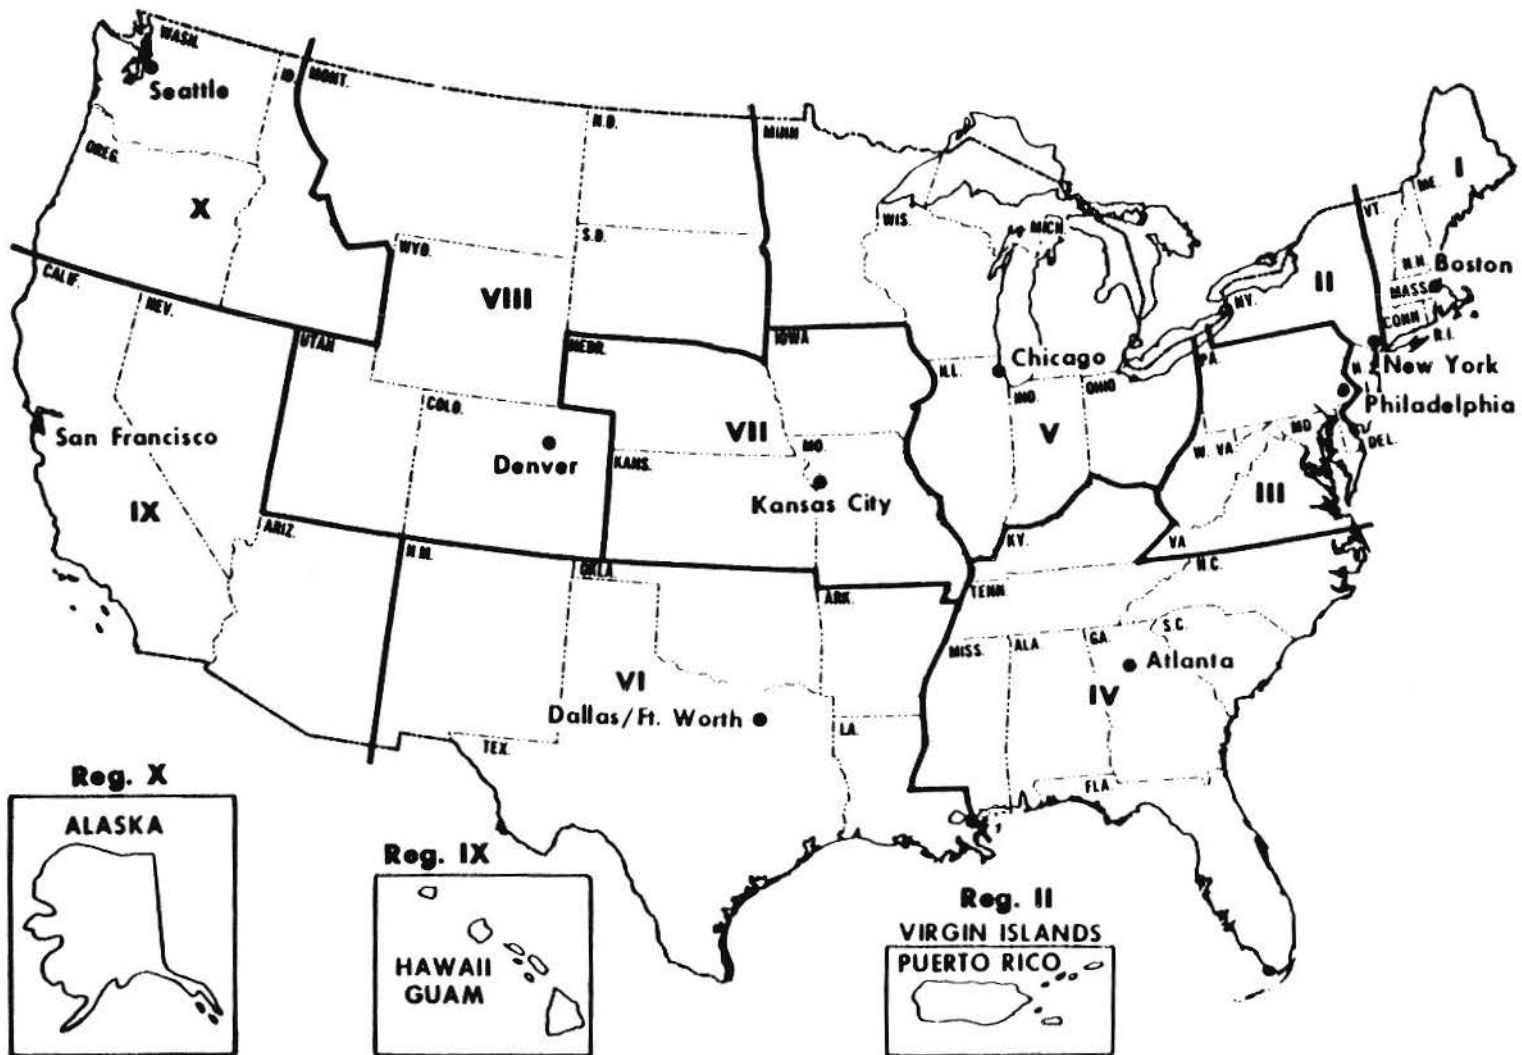 WASH.
Seattle
ID.
MONT.
N.D.
MINN
OREG.
X
WYO.
S.D.
WIS.
MICH
VIII
I
ME.
VT.
N.H.
Boston
MASS
CONN
R.I.
II
NY.
CALIF.
NEV.
UTAH
NEBR.
IOWA
ILL.
Chicago
IND.
OHIO
PA.
N
New York
Philadelphia
COLO.
VII
V
MD
DEL.
W. VA
San Francisco
Denver
KANS.
MO.
Kansas City
III
IX
ARIZ.
N.M.
OKLA.
KY.
VA
N.C.
ARK.
TENN
MISS.
ALA.
GA.
S.C.
Atlanta
VI
IV
Dallas/Ft. Worth
LA.
TEX.
FLA
Reg. X
ALASKA
Reg. IX
HAWAII
GUAM
Reg. II
VIRGIN ISLANDS
PUERTO RICO